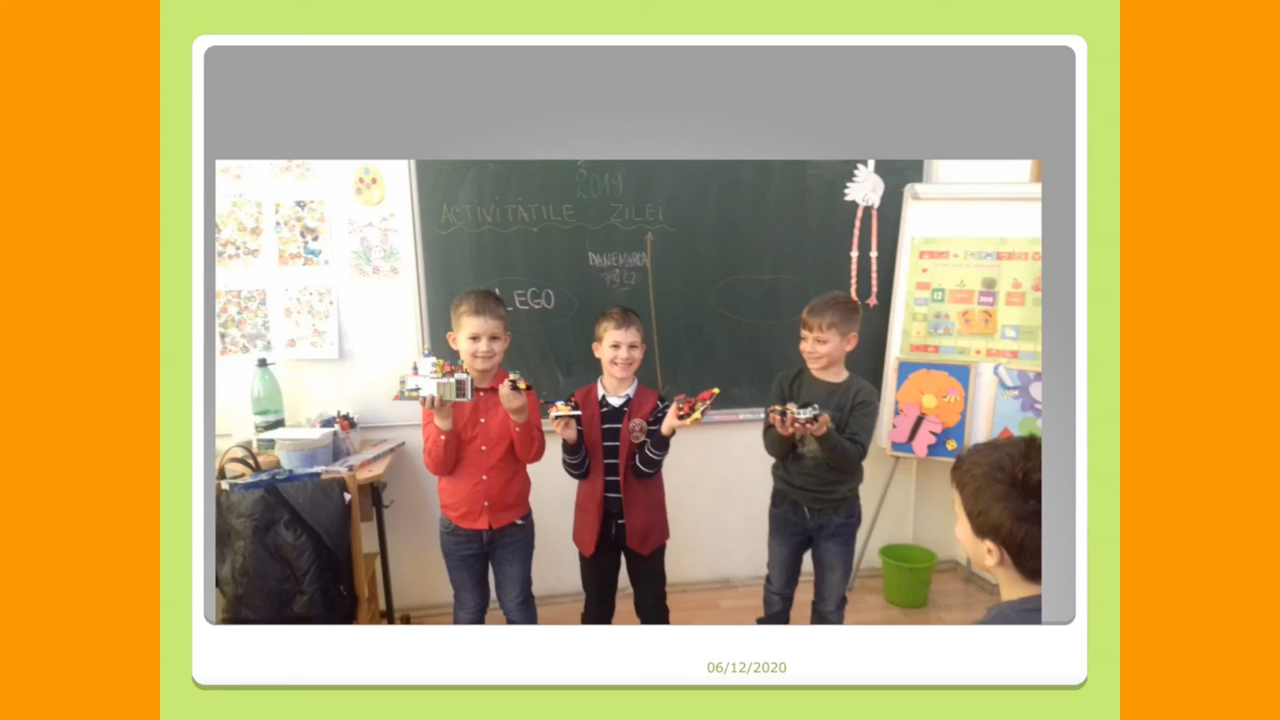 2019
ACTIVITĂȚILE ZILEI
DANEMARCA
LEGO
06/12/2020